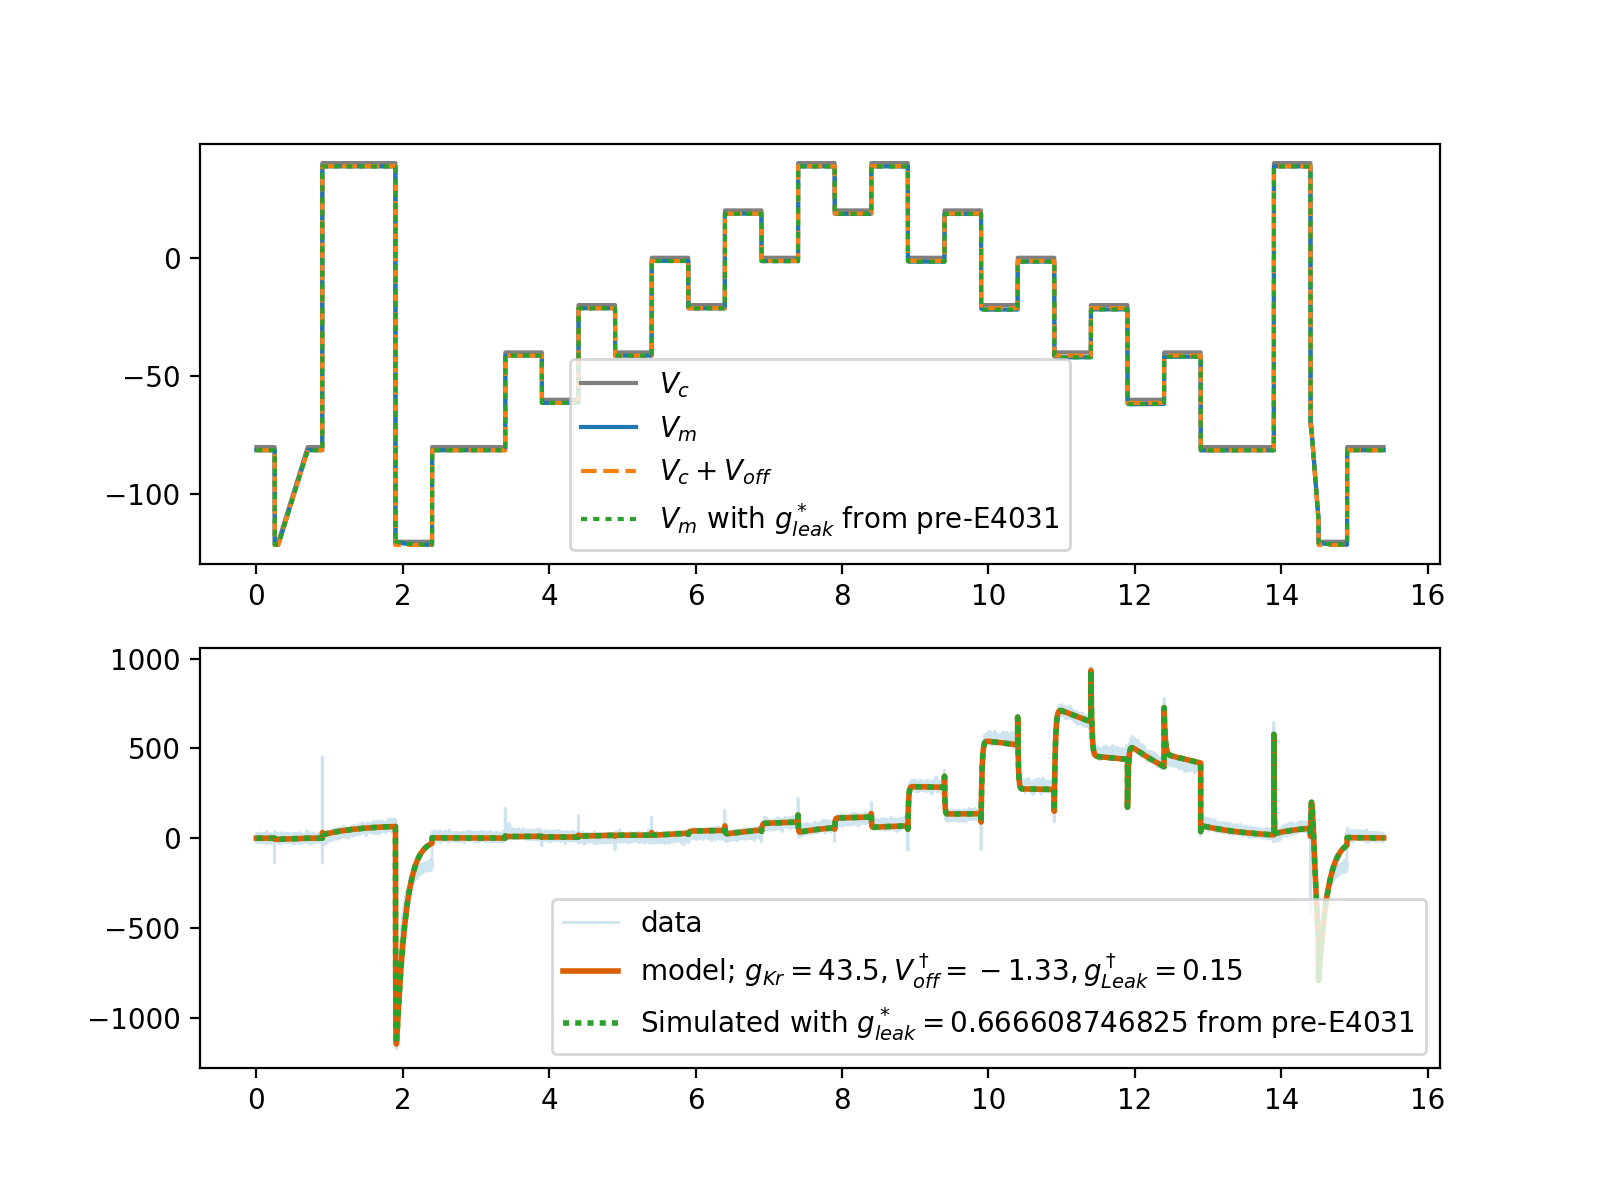 0
−50
−100
V_c
V_m
V_c + V_off
V_m with g*_leak from pre-E4031
0 2 4 6 8 10 12 14 16
1000
500
0
−500
−1000
data
model; g_Kr = 43.5, V†_off = −1.33, g†_Leak = 0.15
Simulated with g*_leak = 0.666608746825 from pre-E4031
0 2 4 6 8 10 12 14 16